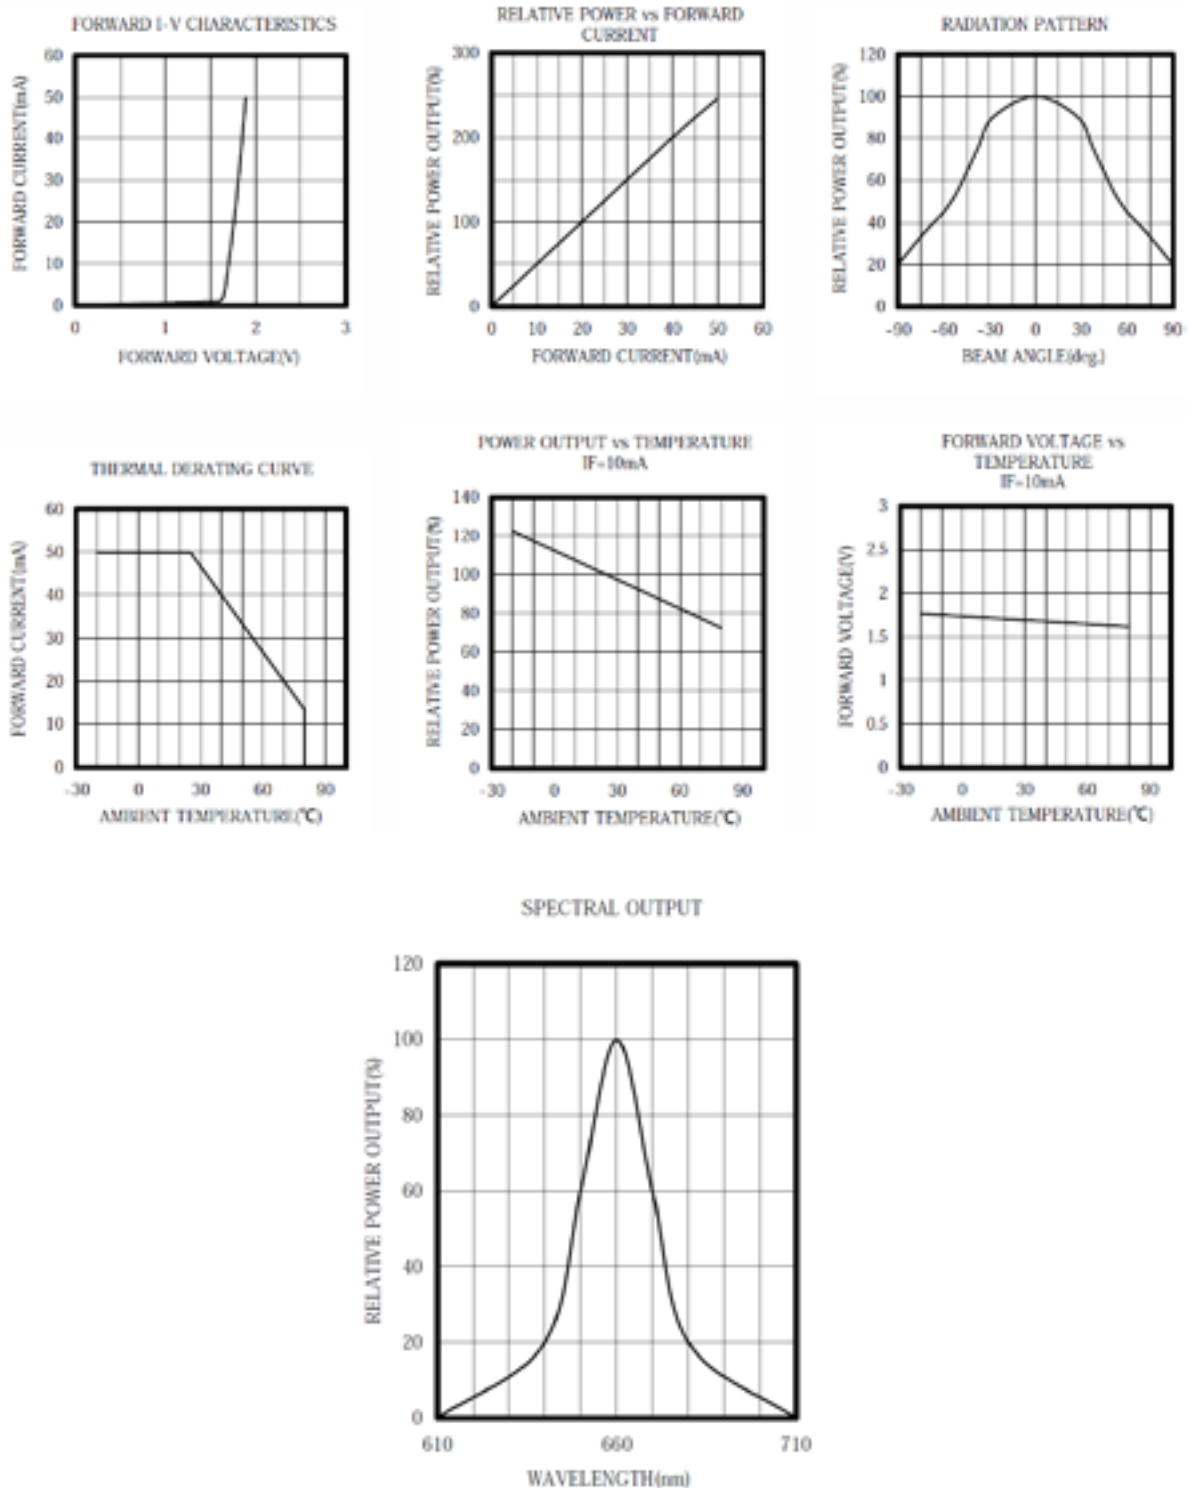 FORWARD I-V CHARACTERISTICS
60
50
40
30
20
10
0
0 1 2 3
FORWARD CURRENT(mA)
FORWARD VOLTAGE(V)
RELATIVE POWER vs FORWARD
CURRENT
300
200
100
0
0 10 20 30 40 50 60
RELATIVE POWER OUTPUT(%)
FORWARD CURRENT(mA)
RADIATION PATTERN
120
100
80
60
40
20
0
-90 -60 -30 0 30 60 90
RELATIVE POWER OUTPUT(%)
BEAM ANGLE(deg.)
THERMAL DERATING CURVE
60
50
40
30
20
10
0
-30 0 30 60 90
FORWARD CURRENT(mA)
AMBIENT TEMPERATURE(℃)
POWER OUTPUT vs TEMPERATURE
IF=10mA
140
120
100
80
60
40
20
0
-30 0 30 60 90
RELATIVE POWER OUTPUT(%)
AMBIENT TEMPERATURE(℃)
FORWARD VOLTAGE vs
TEMPERATURE
IF=10mA
3
2.5
2
1.5
1
0.5
0
-30 0 30 60 90
FORWARD VOLTAGE(V)
AMBIENT TEMPERATURE(℃)
SPECTRAL OUTPUT
120
100
80
60
40
20
0
610 660 710
RELATIVE POWER OUTPUT(%)
WAVELENGTH(nm)